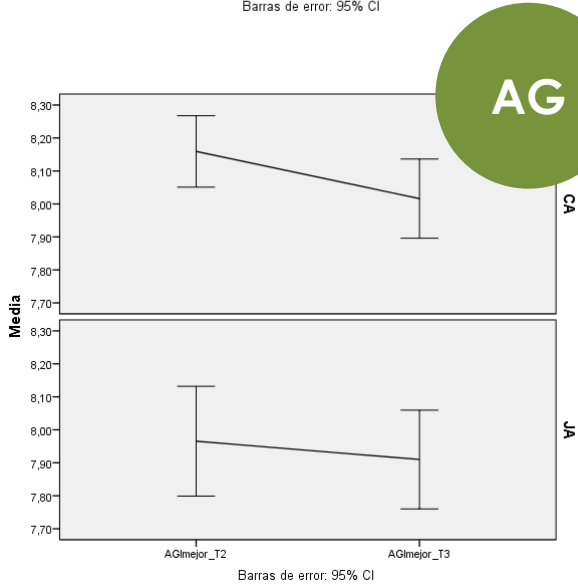 Barras de error: 95% CI
AG
8,30
8,20
8,10
8,00
7,90
7,80
7,70
CA
Media
8,30
8,20
8,10
8,00
7,90
7,80
7,70
JA
AGImejor_T2 AGImejor_T3
Barras de error: 95% CI